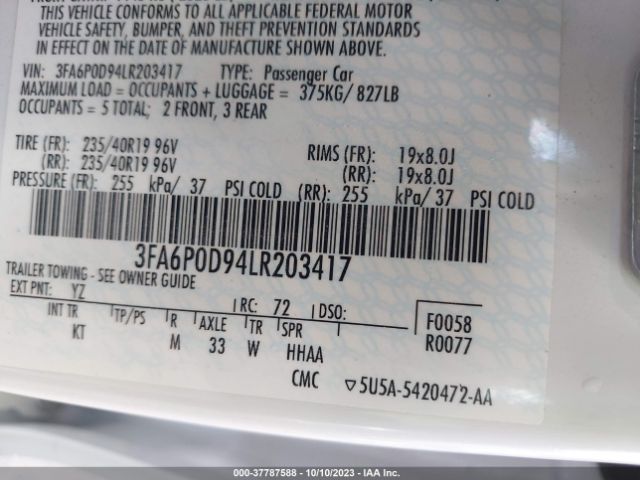 THIS VEHICLE CONFORMS TO ALL APPLICABLE FEDERAL MOTOR
VEHICLE SAFETY, BUMPER, AND THEFT PREVENTION STANDARDS
IN EFFECT ON THE DATE OF MANUFACTURE SHOWN ABOVE.
VIN: 3FA6P0D94LR203417 TYPE: Passenger Car
MAXIMUM LOAD = OCCUPANTS + LUGGAGE = 375KG/ 827LB
OCCUPANTS = 5 TOTAL; 2 FRONT, 3 REAR
TIRE (FR): 235/40R19 96V RIMS (FR): 19x8.0J
(RR): 235/40R19 96V (RR): 19x8.0J
PRESSURE (FR): 255 kPa/ 37 PSI COLD (RR): 255 kPa/ 37 PSI COLD
3FA6P0D94LR203417
TRAILER TOWING - SEE OWNER GUIDE
EXT PNT: YZ RC: 72 DSO: F0058
INT TR TP/PS R AXLE TR SPR R0077
KT M 33 W HHAA
CMC ▽5U5A-5420472-AA
000-37787588 - 10/10/2023 - IAA Inc.